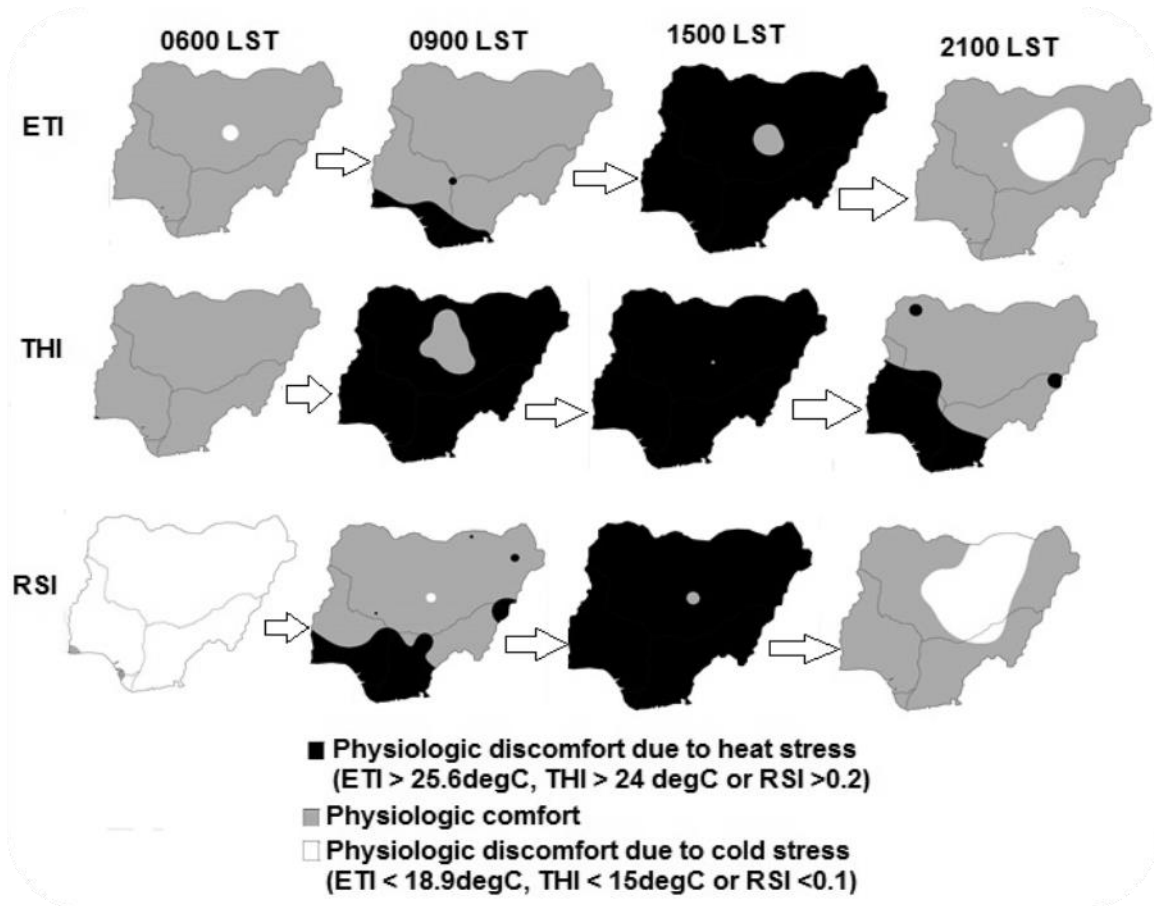 0600 LST 0900 LST 1500 LST 2100 LST
ETI
THI
RSI
Physiologic discomfort due to heat stress
(ETI > 25.6degC, THI > 24 degC or RSI >0.2)
Physiologic comfort
Physiologic discomfort due to cold stress
(ETI < 18.9degC, THI < 15degC or RSI <0.1)